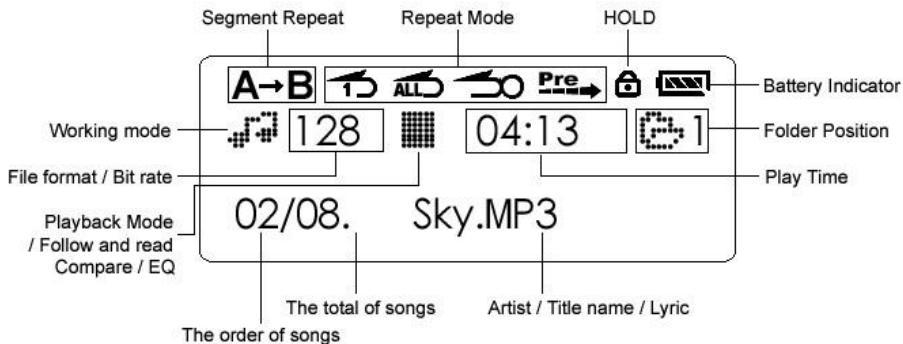 Segment Repeat Repeat Mode HOLD
A→B 1 ALL Pre
Battery Indicator
Working mode 128 04:13 1 Folder Position
File format / Bit rate Play Time
Playback Mode
/ Follow and read
Compare / EQ
02/08. Sky.MP3
The total of songs Artist / Title name / Lyric
The order of songs